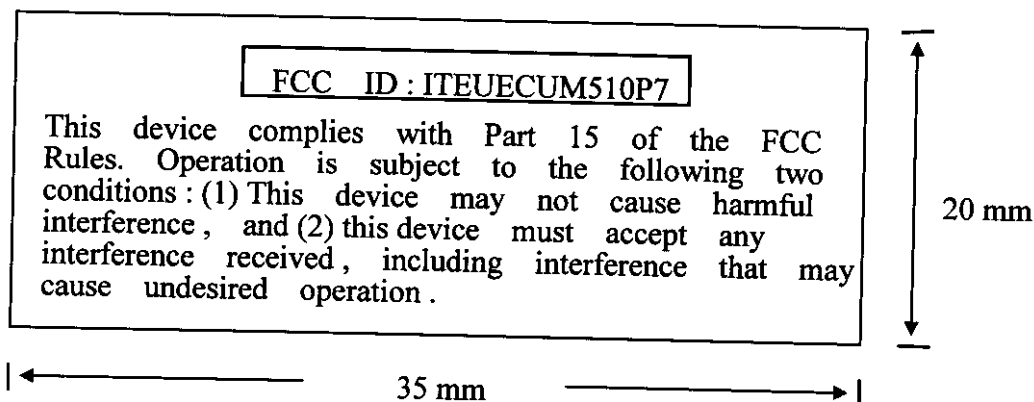 FCC ID : ITEUECUM510P7
This device complies with Part 15 of the FCC
Rules. Operation is subject to the following two
conditions : (1) This device may not cause harmful
interference , and (2) this device must accept any
interference received , including interference that may
cause undesired operation .
20 mm
35 mm